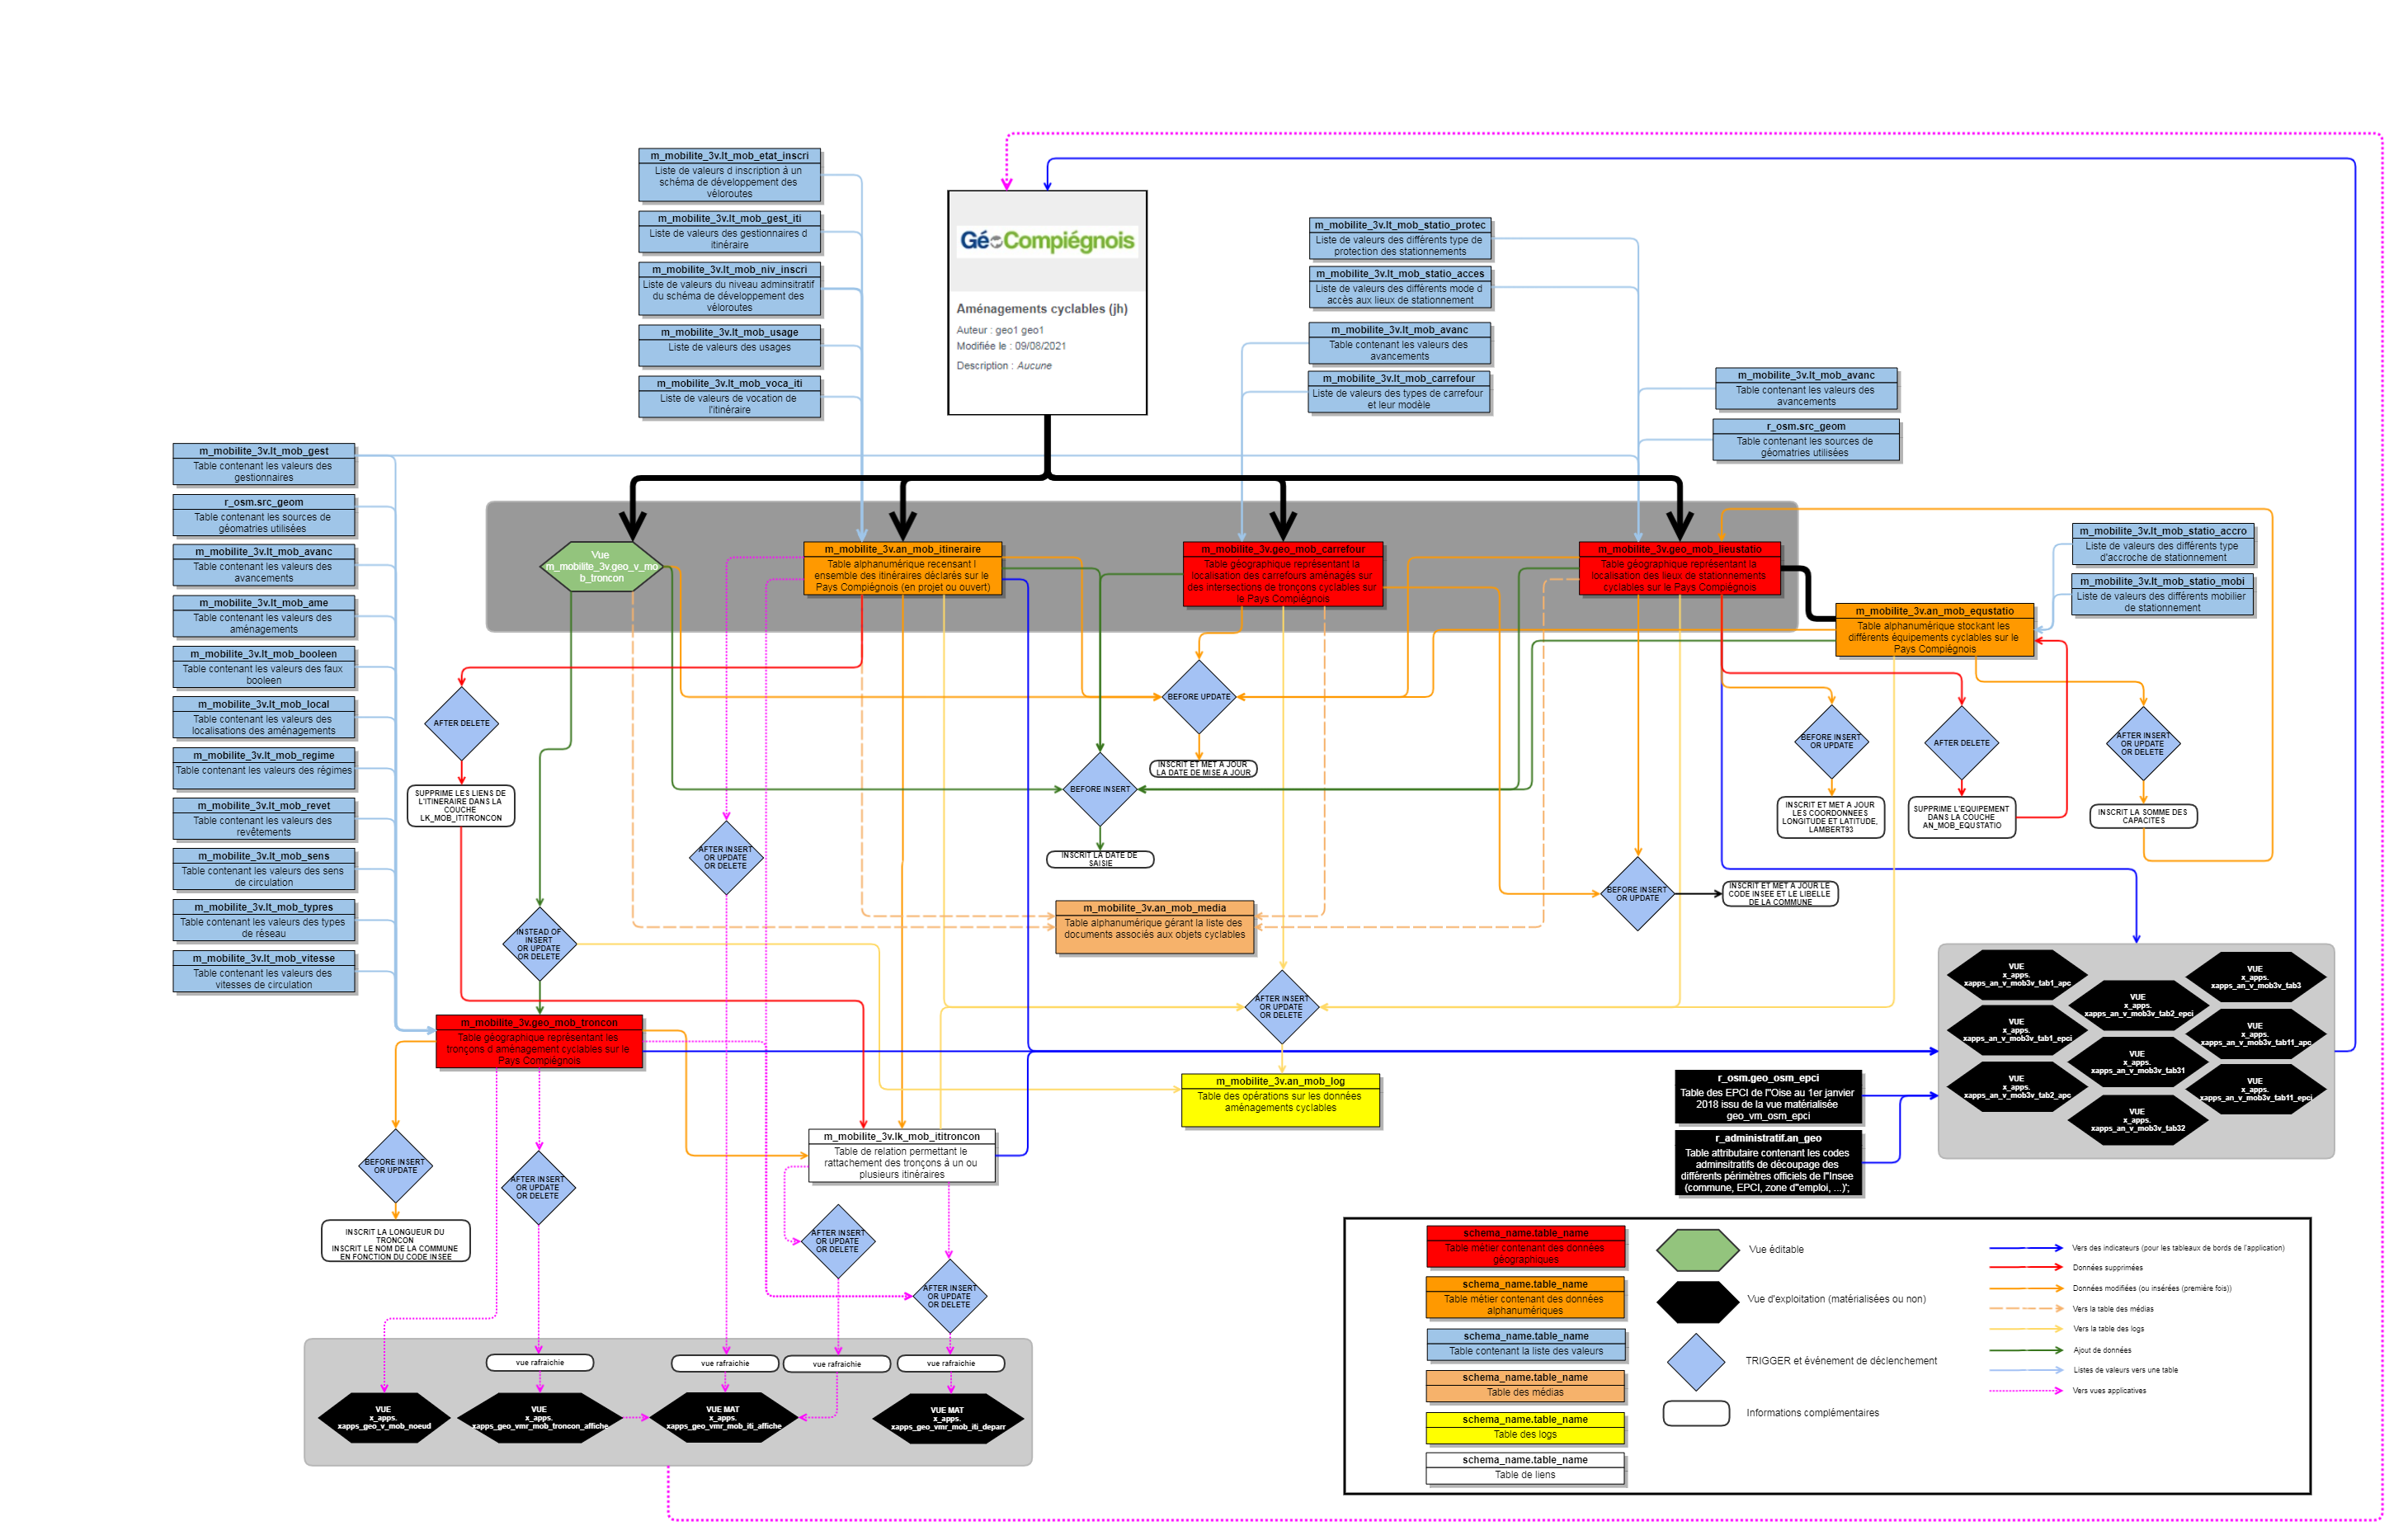 m_mobilite_3v.lt_mob_etat_inscri
Liste de valeurs d inscription à un
schéma de développement des
véloroutes
m_mobilite_3v.lt_mob_gest_iti
Liste de valeurs des gestionnaires d
itinéraire
m_mobilite_3v.lt_mob_niv_inscri
Liste de valeurs du niveau adminsitratif
du schéma de développement des
véloroutes
m_mobilite_3v.lt_mob_usage
Liste de valeurs des usages
m_mobilite_3v.lt_mob_voca_iti
Liste de valeurs de vocation de
l'itinéraire
GéoCompiégnois
Aménagements cyclables (jh)
Auteur : geo1 geo1
Modifiée le : 09/08/2021
Description : Aucune
m_mobilite_3v.lt_mob_statio_protec
Liste de valeurs des différents type de
protection des stationnements
m_mobilite_3v.lt_mob_statio_acces
Liste de valeurs des différents mode d
accès aux lieux de stationnement
m_mobilite_3v.lt_mob_avanc
Table contenant les valeurs des
avancements
m_mobilite_3v.lt_mob_carrefour
Liste de valeurs des types de carrefour
et leur modèle
m_mobilite_3v.lt_mob_avanc
Table contenant les valeurs des
avancements
r_osm.src_geom
Table contenant les sources de
géomatries utilisées
m_mobilite_3v.lt_mob_gest
Table contenant les valeurs des
gestionnaires
r_osm.src_geom
Table contenant les sources de
géomatries utilisées
m_mobilite_3v.lt_mob_avanc
Table contenant les valeurs des
avancements
m_mobilite_3v.lt_mob_ame
Table contenant les valeurs des
aménagements
m_mobilite_3v.lt_mob_booleen
Table contenant les valeurs des faux
booleen
m_mobilite_3v.lt_mob_local
Table contenant les valeurs des
localisations des aménagements
m_mobilite_3v.lt_mob_regime
Table contenant les valeurs des régimes
m_mobilite_3v.lt_mob_revet
Table contenant les valeurs des
revêtements
m_mobilite_3v.lt_mob_sens
Table contenant les valeurs des sens
de circulation
m_mobilite_3v.lt_mob_typres
Table contenant les valeurs des types
de réseau
m_mobilite_3v.lt_mob_vitesse
Table contenant les valeurs des
vitesses de circulation
Vue
m_mobilite_3v.geo_v_mo
b_troncon
m_mobilite_3v.an_mob_itineraire
Table alphanumérique recensant l
ensemble des itinéraires déclarés sur le
Pays Compiégnois (en projet ou ouvert)
m_mobilite_3v.geo_mob_carrefour
Table géographique représentant la
localisation des carrefours aménagés sur
des intersections de tronçons cyclables sur
le Pays Compiégnois
m_mobilite_3v.geo_mob_lieustatio
Table géographique représentant la
localisation des lieux de stationnements
cyclables sur le Pays Compiégnois
m_mobilite_3v.lt_mob_statio_accro
Liste de valeurs des différents type
d'accroche de stationnement
m_mobilite_3v.lt_mob_statio_mobi
Liste de valeurs des différents mobilier
de stationnement
m_mobilite_3v.an_mob_equstatio
Table alphanumérique stockant les
différents équipements cyclables sur le
Pays Compiégnois
AFTER DELETE
SUPPRIME LES LIENS DE
L'ITINERAIRE DANS LA
COUCHE
LK_MOB_ITITRONCON
BEFORE UPDATE
INSCRIT ET MET A JOUR
LA DATE DE MISE A JOUR
BEFORE INSERT
INSCRIT LA DATE DE
SAISIE
AFTER INSERT
OR UPDATE
OR DELETE
BEFORE INSERT
OR UPDATE
INSCRIT ET MET A JOUR
LES COORDONNEES
LONGITUDE ET LATITUDE,
LAMBERT93
AFTER DELETE
SUPPRIME L'EQUIPEMENT
DANS LA COUCHE
AN_MOB_EQUSTATIO
AFTER INSERT
OR UPDATE
OR DELETE
INSCRIT LA SOMME DES
CAPACITES
BEFORE INSERT
OR UPDATE
INSCRIT ET MET A JOUR LE
CODE INSEE ET LE LIBELLE
DE LA COMMUNE
m_mobilite_3v.an_mob_media
Table alphanumérique gérant la liste des
documents associés aux objets cyclables
INSTEAD OF
INSERT
OR UPDATE
OR DELETE
AFTER INSERT
OR UPDATE
OR DELETE
m_mobilite_3v.geo_mob_troncon
Table géographique représentant les
tronçons d aménagement cyclables sur le
Pays Compiégnois
m_mobilite_3v.an_mob_log
Table des opérations sur les données
aménagements cyclables
m_mobilite_3v.lk_mob_ititroncon
Table de relation permettant le
rattachement des tronçons à un ou
plusieurs itinéraires
VUE
x_apps.
xapps_an_v_mob3v_tab1_apc
VUE
x_apps.
xapps_an_v_mob3v_tab3
VUE
x_apps.
xapps_an_v_mob3v_tab2_epci
VUE
x_apps.
xapps_an_v_mob3v_tab1_epci
VUE
x_apps.
xapps_an_v_mob3v_tab11_apc
VUE
x_apps.
xapps_an_v_mob3v_tab31
VUE
x_apps.
xapps_an_v_mob3v_tab2_apc
VUE
x_apps.
xapps_an_v_mob3v_tab11_epci
VUE
x_apps.
xapps_an_v_mob3v_tab32
r_osm.geo_osm_epci
Table des EPCI de l''Oise au 1er janvier
2018 issu de la vue matérialisée
geo_vm_osm_epci
r_administratif.an_geo
Table attributaire contenant les codes
adminsitratifs de découpage des
différents périmètres officiels de l''Insee
(commune, EPCI, zone d''emploi, ...)';
BEFORE INSERT
OR UPDATE
INSCRIT LA LONGUEUR DU
TRONCON
INSCRIT LE NOM DE LA COMMUNE
EN FONCTION DU CODE INSEE
AFTER INSERT
OR UPDATE
OR DELETE
AFTER INSERT
OR UPDATE
OR DELETE
AFTER INSERT
OR UPDATE
OR DELETE
vue rafraichie
vue rafraichie
vue rafraichie
vue rafraichie
VUE
x_apps.
xapps_geo_v_mob_noeud
VUE
x_apps.
xapps_geo_vmr_mob_troncon_affiche
VUE MAT
x_apps.
xapps_geo_vmr_mob_iti_affiche
VUE MAT
x_apps.
xapps_geo_vmr_mob_iti_deparr
schema_name.table_name
Table métier contenant des données
géographiques
schema_name.table_name
Table métier contenant des données
alphanumériques
schema_name.table_name
Table contenant la liste des valeurs
schema_name.table_name
Table des médias
schema_name.table_name
Table des logs
schema_name.table_name
Table de liens
Vue éditable
Vue d'exploitation (matérialisées ou non)
TRIGGER et événement de déclenchement
Informations complémentaires
Vers des indicateurs (pour les tableaux de bords de l'application)
Données supprimées
Données modifiées (ou insérées (première fois))
Vers la table des médias
Vers la table des logs
Ajout de données
Listes de valeurs vers une table
Vers vues applicatives